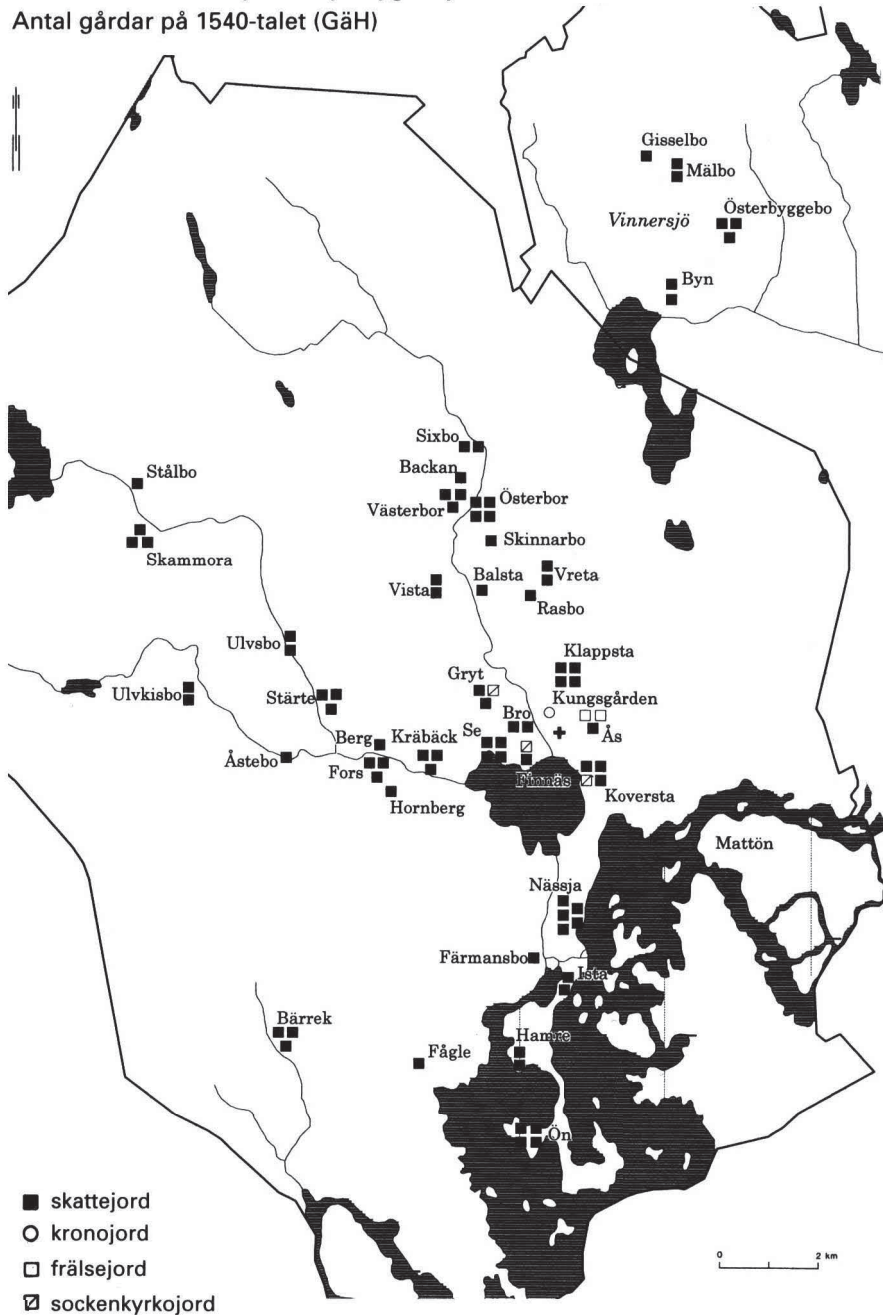 Antal gårdar på 1540-talet (GäH)
Gisselbo
Mälbo
Österbyggebo
Vinnersjö
Byn
Sixbo
Backan
Stålbo
Österbor
Västerbor
Skinnarbo
Skammora
Vreta
Balsta
Vista
Rasbo
Ulvsbo
Klappsta
Gryt
Ulvkisbo
Kungsgården
Stärte
Bro
Se
Ås
Berg
Kräbäck
Åstebo
Fors
Finnäs
Koversta
Hornberg
Mattön
Nässja
Färmansbo
Ista
Bärrek
Hamre
Fågle
Ön
skattejord
kronojord
frälsejord
sockenkyrkojord
0 2 km